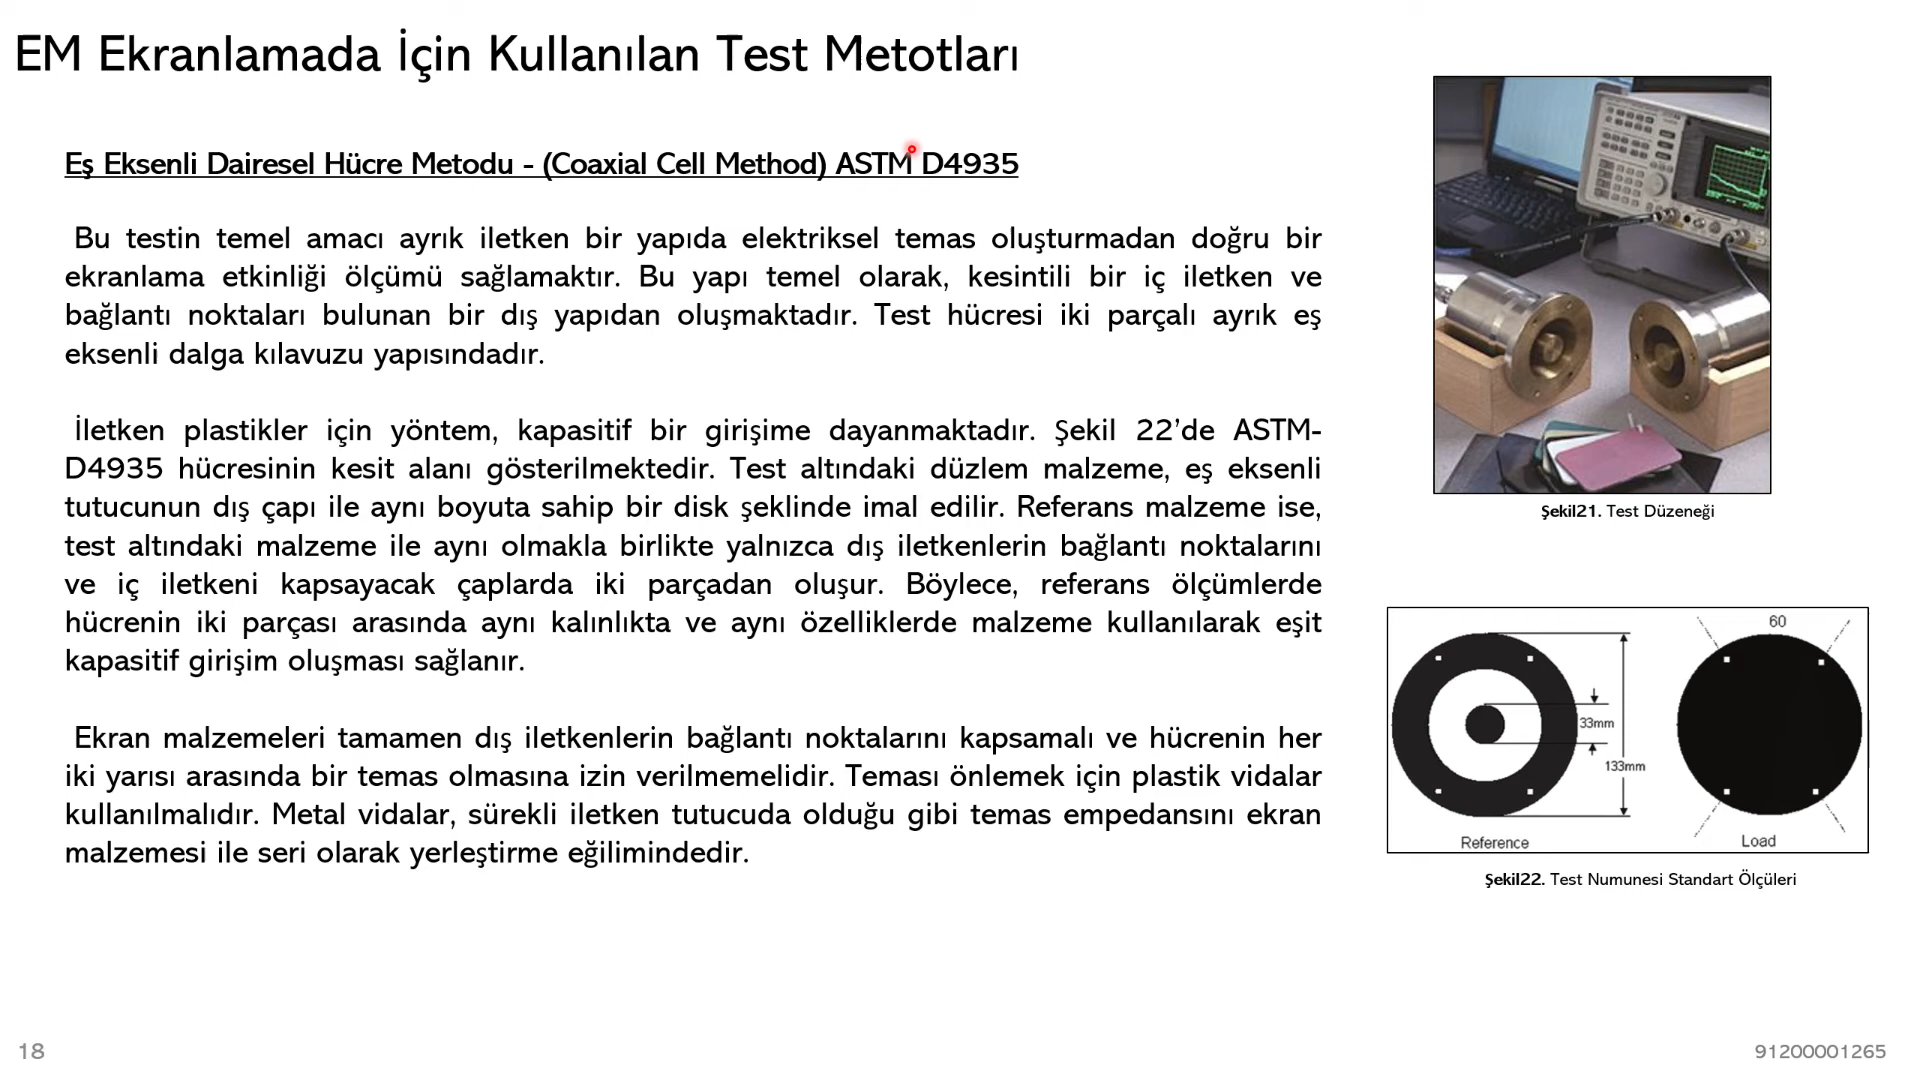 EM Ekranlamada İçin Kullanılan Test Metotları
Eş Eksenli Dairesel Hücre Metodu - (Coaxial Cell Method) ASTM D4935
Bu testin temel amacı ayrık iletken bir yapıda elektriksel temas oluşturmadan doğru bir
ekranlama etkinliği ölçümü sağlamaktır. Bu yapı temel olarak, kesintili bir iç iletken ve
bağlantı noktaları bulunan bir dış yapıdan oluşmaktadır. Test hücresi iki parçalı ayrık eş
eksenli dalga kılavuzu yapısındadır.
İletken plastikler için yöntem, kapasitif bir girişime dayanmaktadır. Şekil 22’de ASTM-
D4935 hücresinin kesit alanı gösterilmektedir. Test altındaki düzlem malzeme, eş eksenli
tutucunun dış çapı ile aynı boyuta sahip bir disk şeklinde imal edilir. Referans malzeme ise,
test altındaki malzeme ile aynı olmakla birlikte yalnızca dış iletkenlerin bağlantı noktalarını
ve iç iletkeni kapsayacak çaplarda iki parçadan oluşur. Böylece, referans ölçümlerde
hücrenin iki parçası arasında aynı kalınlıkta ve aynı özelliklerde malzeme kullanılarak eşit
kapasitif girişim oluşması sağlanır.
Ekran malzemeleri tamamen dış iletkenlerin bağlantı noktalarını kapsamalı ve hücrenin her
iki yarısı arasında bir temas olmasına izin verilmemelidir. Teması önlemek için plastik vidalar
kullanılmalıdır. Metal vidalar, sürekli iletken tutucuda olduğu gibi temas empedansını ekran
malzemesi ile seri olarak yerleştirme eğilimindedir.
Şekil21. Test Düzeneği
60
33mm
133mm
Reference
Load
Şekil22. Test Numunesi Standart Ölçüleri
18
91200001265